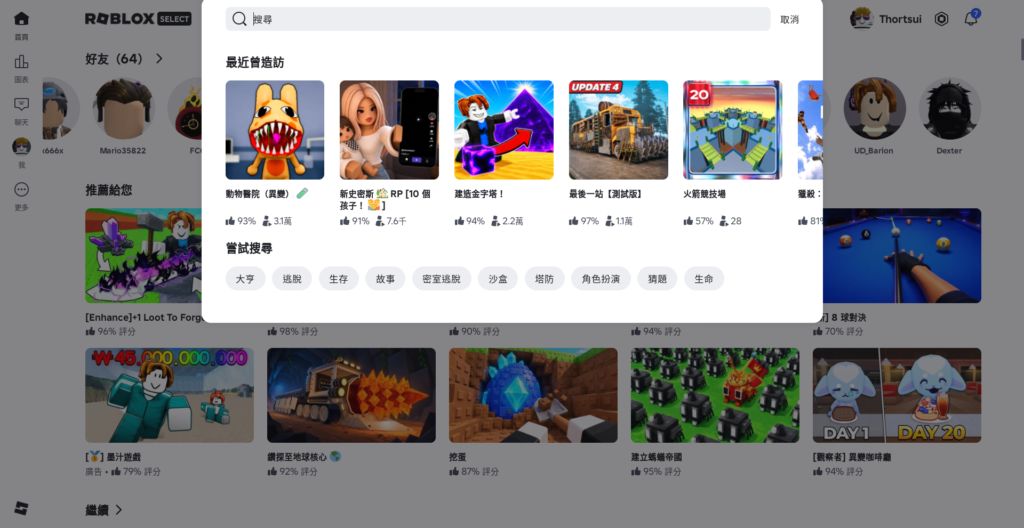 搜尋
取消
ROBLOX SELECT
Thortsui
7
首頁
圖表
聊天
我
更多
好友（64）
x666x
Mario35822
UD_Barion
Dexter
最近曾造訪
UPDATE 4
20
動物醫院（異變）
93% 3.1萬
新史密斯 RP [10 個
孩子！ ]
91% 7.6千
建造金字塔！
94% 2.2萬
最後一站【測試版】
97% 1.1萬
火箭競技場
57% 28
獵殺：
81%
嘗試搜尋
大亨
逃脫
生存
故事
密室逃脫
沙盒
塔防
角色扮演
猜題
生命
推薦給您
[Enhance]+1 Loot To Forg
96% 評分
98% 評分
90% 評分
94% 評分
8 球對決
70% 評分
₩45,000,000,000
DAY 1
DAY 20
[🥇] 墨汁遊戲
廣告 • 79% 評分
鑽探至地球核心
92% 評分
挖蛋
87% 評分
建立螞蟻帝國
95% 評分
[觀察者] 異變咖啡廳
94% 評分
繼續